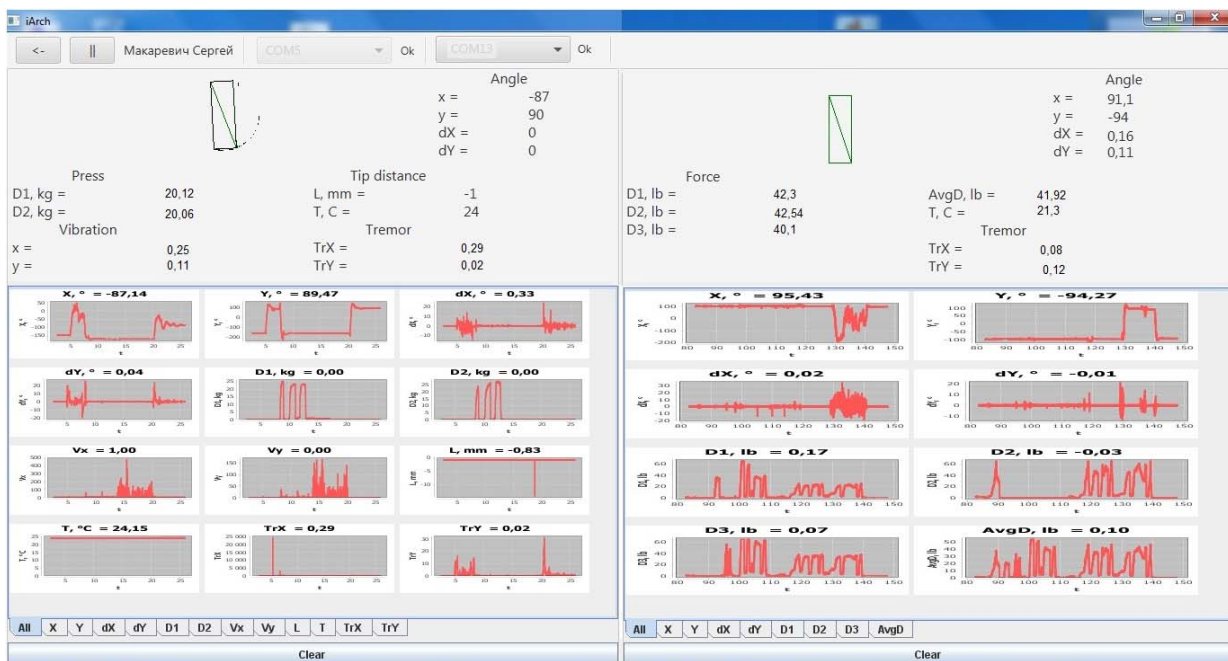 iArch
<- || Макаревич Сергей COM5 Ok COM13 Ok
Angle
x = -87
y = 90
dX = 0
dY = 0
Press Tip distance
D1, kg = 20,12 L, mm = -1
D2, kg = 20,06 T, C = 24
Vibration Tremor
x = 0,25 TrX = 0,29
y = 0,11 TrY = 0,02
X, ° = -87,14 Y, ° = 89,47 dX, ° = 0,33
dY, ° = 0,04 D1, kg = 0,00 D2, kg = 0,00
Vx = 1,00 Vy = 0,00 L, mm = -0,83
T, °C = 24,15 TrX = 0,29 TrY = 0,02
All X Y dX dY D1 D2 Vx Vy L T TrX TrY
Clear
Angle
x = 91,1
y = -94
dX = 0,16
dY = 0,11
Force
D1, lb = 42,3 AvgD, lb = 41,92
D2, lb = 42,54 T, C = 21,3
D3, lb = 40,1 Tremor
TrX = 0,08
TrY = 0,12
X, ° = 95,43 Y, ° = -94,27
dX, ° = 0,02 dY, ° = -0,01
D1, lb = 0,17 D2, lb = -0,03
D3, lb = 0,07 AvgD, lb = 0,10
All X Y dX dY D1 D2 D3 AvgD
Clear